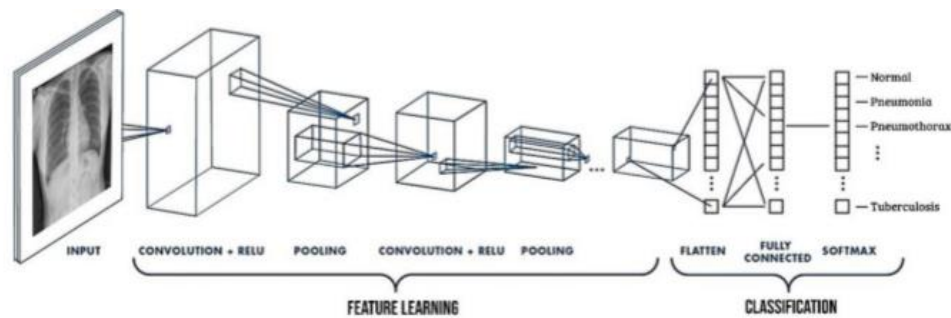 Normal
Pneumonia
Pneumothorax
Tuberculosis
INPUT
CONVOLUTION + RELU
POOLING
CONVOLUTION + RELU
POOLING
FLATTEN
FULLY
CONNECTED
SOFTMAX
FEATURE LEARNING
CLASSIFICATION